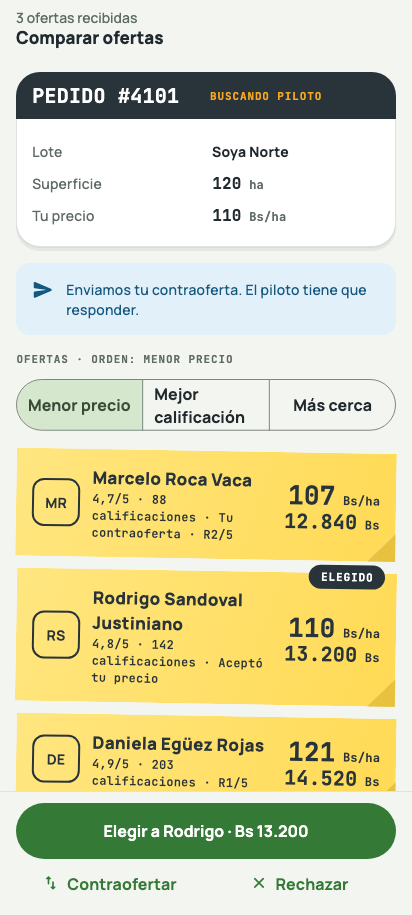 3 ofertas recibidas
Comparar ofertas
PEDIDO #4101 BUSCANDO PILOTO
Lote Soya Norte
Superficie 120 ha
Tu precio 110 Bs/ha
Enviamos tu contraoferta. El piloto tiene que
responder.
OFERTAS · ORDEN: MENOR PRECIO
Menor precio
Mejor
calificación
Más cerca
MR
Marcelo Roca Vaca
4,7/5 · 88
calificaciones · Tu
contraoferta · R2/5
107 Bs/ha
12.840 Bs
ELEGIDO
RS
Rodrigo Sandoval
Justiniano
4,8/5 · 142
calificaciones · Aceptó
tu precio
110 Bs/ha
13.200 Bs
DE
Daniela Egüez Rojas
4,9/5 · 203
calificaciones · R1/5
121 Bs/ha
14.520 Bs
Elegir a Rodrigo · Bs 13.200
Contraofertar
Rechazar